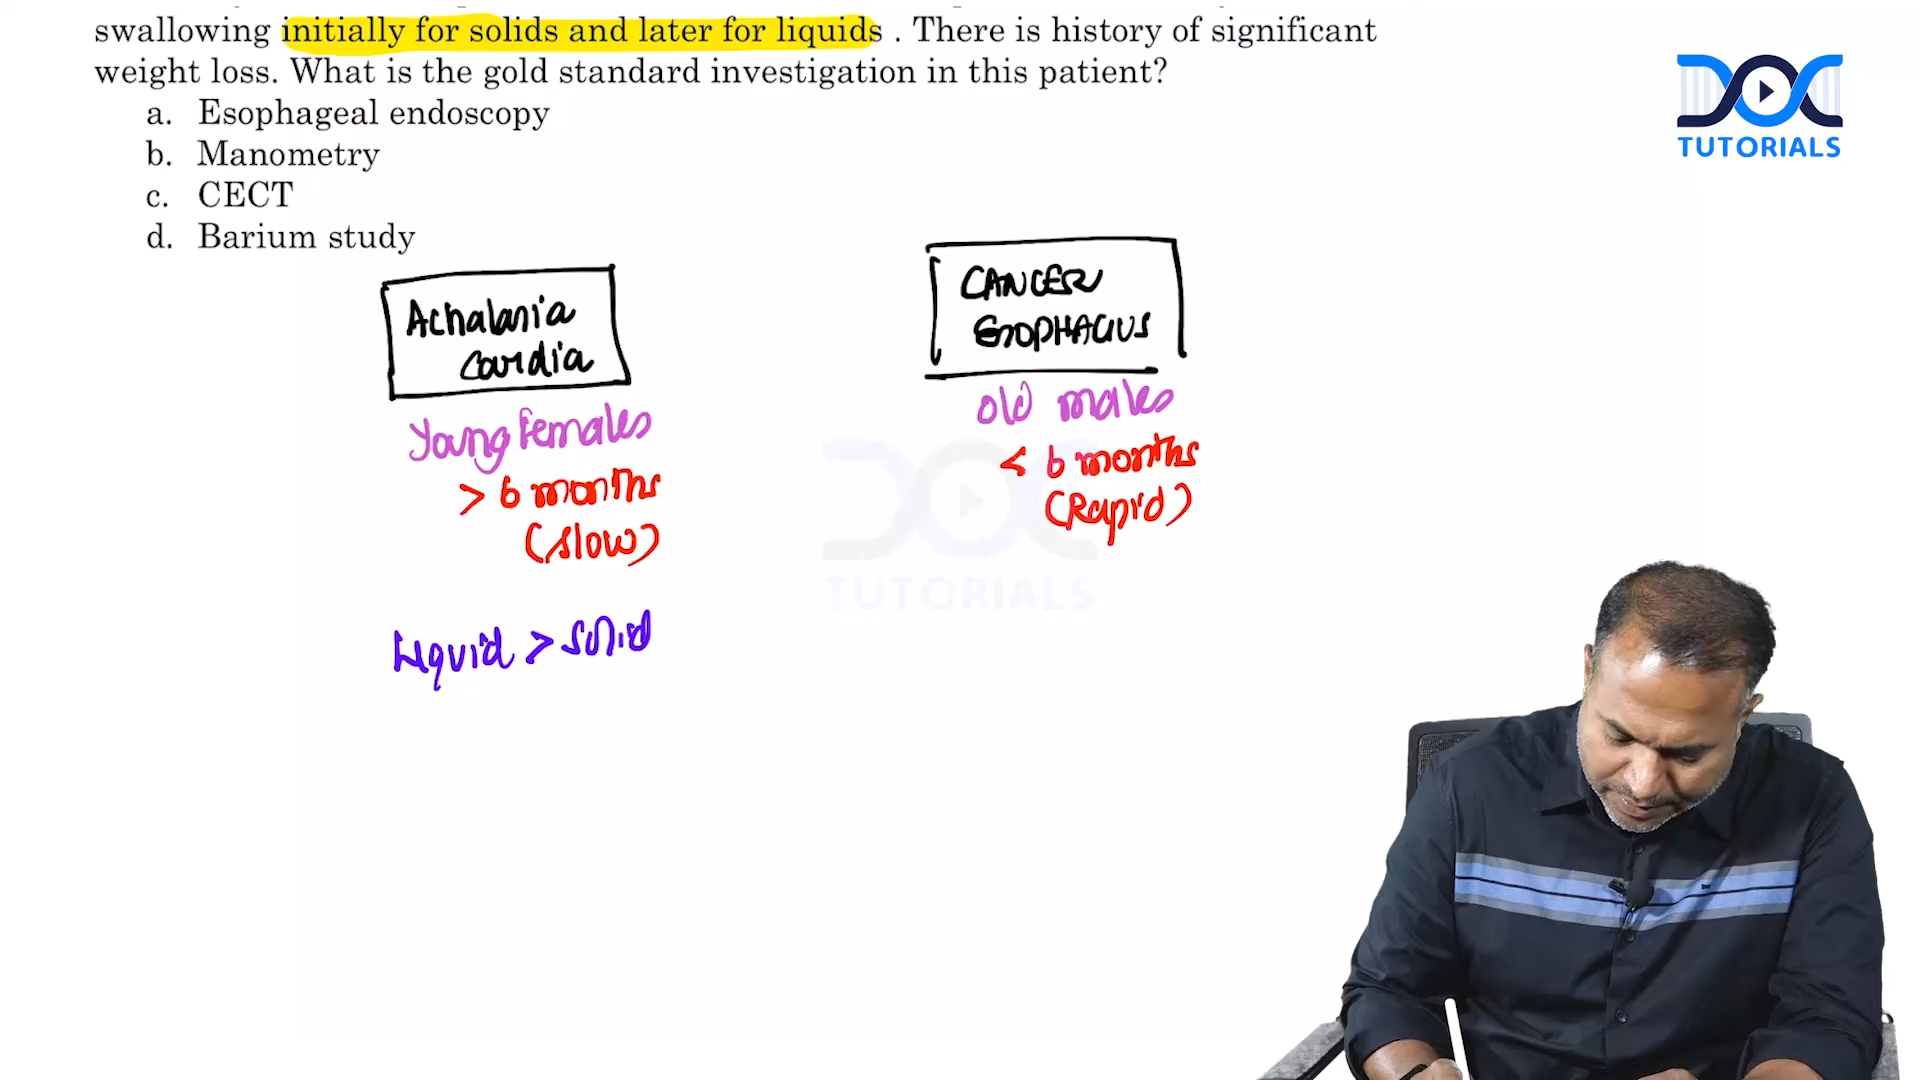 swallowing initially for solids and later for liquids . There is history of significant
weight loss. What is the gold standard investigation in this patient?
a. Esophageal endoscopy
b. Manometry
c. CECT
d. Barium study
DOC
TUTORIALS
Achalasia
Cardia
Young Females
> 6 months
(slow)
Liquid > Solid
CANCER
ESOPHAGUS
Old males
< 6 months
(Rapid)
DOC
TUTORIALS